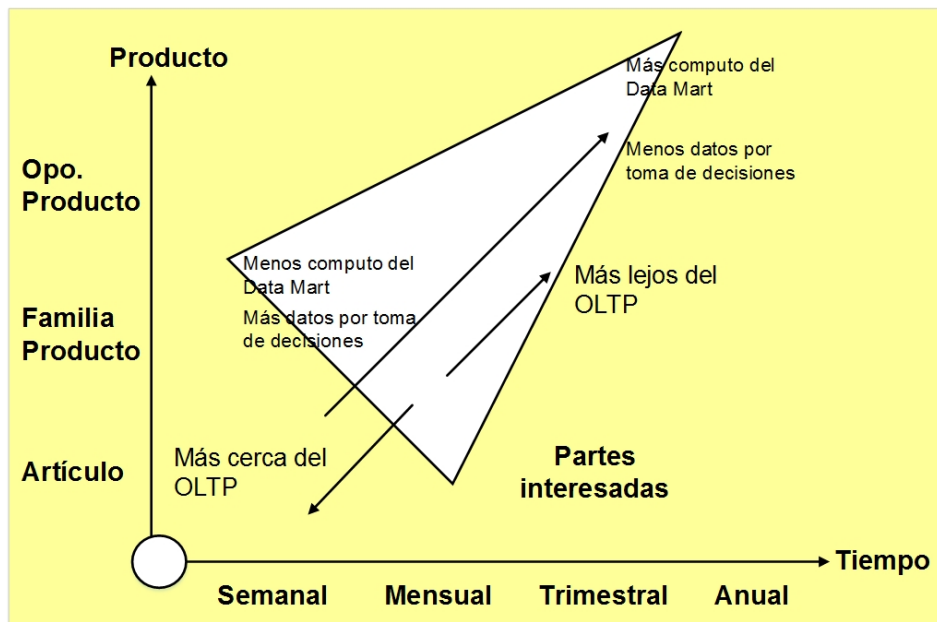 Producto
Más computo del
Data Mart
Opo.
Producto
Menos datos por
toma de decisiones
Menos computo del
Data Mart
Más lejos del
OLTP
Familia
Producto
Más datos por toma
de decisiones
Artículo
Más cerca del
OLTP
Partes
interesadas
Tiempo
Semanal
Mensual
Trimestral
Anual